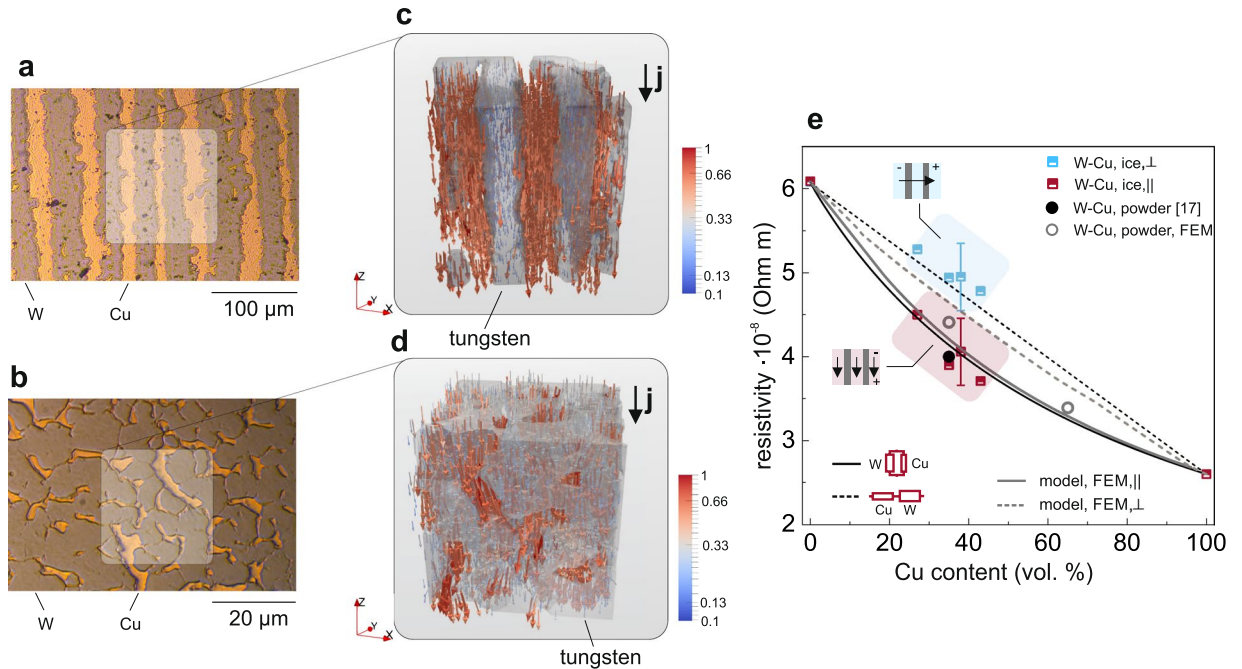 a
W
Cu
100 µm
b
W
Cu
20 µm
c
j
1
0.66
0.33
0.13
0.1
Z
Y
X
tungsten
d
j
1
0.66
0.33
0.13
0.1
Z
Y
X
tungsten
e
W-Cu, ice,⊥
W-Cu, ice,||
W-Cu, powder [17]
W-Cu, powder, FEM
- +
-
+
W Cu
Cu W
model, FEM,||
model, FEM,⊥
resistivity ·10⁻⁸ (Ohm m)
6
5
4
3
2
0 20 40 60 80 100
Cu content (vol. %)